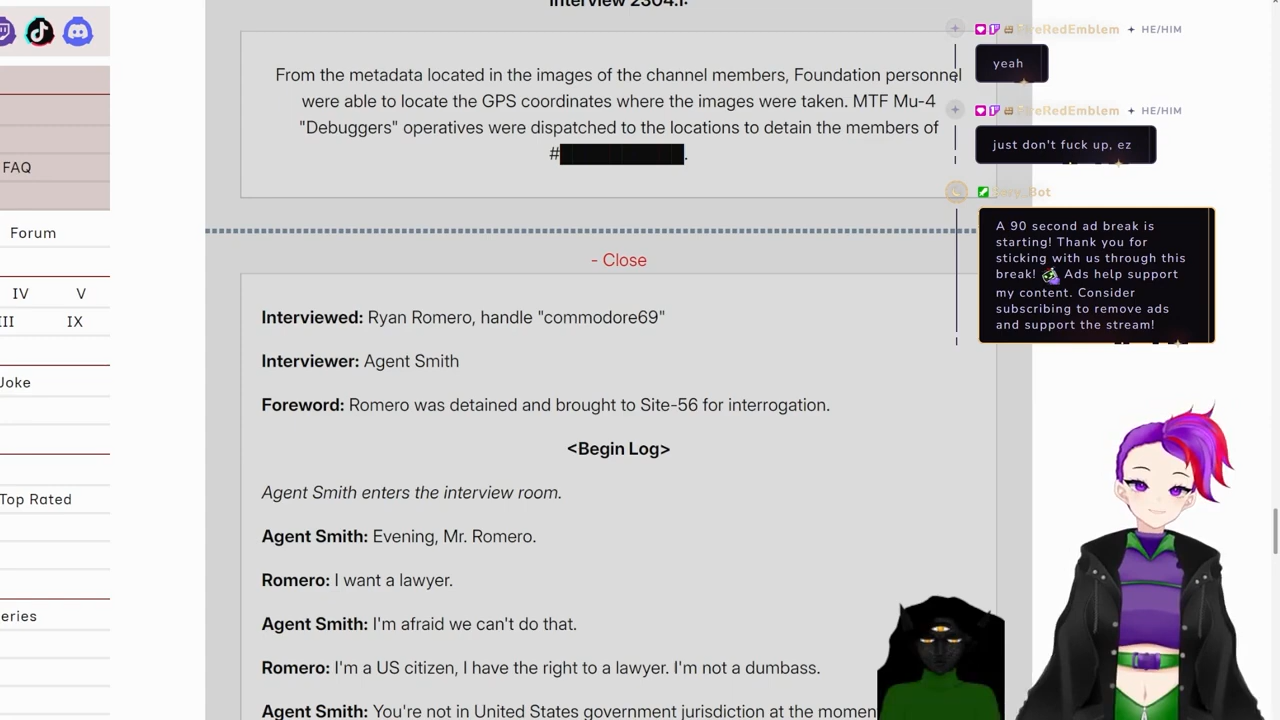 Interview 2304.1:
From the metadata located in the images of the channel members, Foundation personnel
were able to locate the GPS coordinates where the images were taken. MTF Mu-4
"Debuggers" operatives were dispatched to the locations to detain the members of
# .
- Close
Interviewed: Ryan Romero, handle "commodore69"
Interviewer: Agent Smith
Foreword: Romero was detained and brought to Site-56 for interrogation.
<Begin Log>
Agent Smith enters the interview room.
Agent Smith: Evening, Mr. Romero.
Romero: I want a lawyer.
Agent Smith: I'm afraid we can't do that.
Romero: I'm a US citizen, I have the right to a lawyer. I'm not a dumbass.
Agent Smith: You're not in United States government jurisdiction at the momen
FAQ
Forum
IV V
III IX
Joke
Top Rated
eries
FireRedEmblem HE/HIM
yeah
FireRedEmblem HE/HIM
just don't fuck up, ez
Bot
A 90 second ad break is
starting! Thank you for
sticking with us through this
break! Ads help support
my content. Consider
subscribing to remove ads
and support the stream!